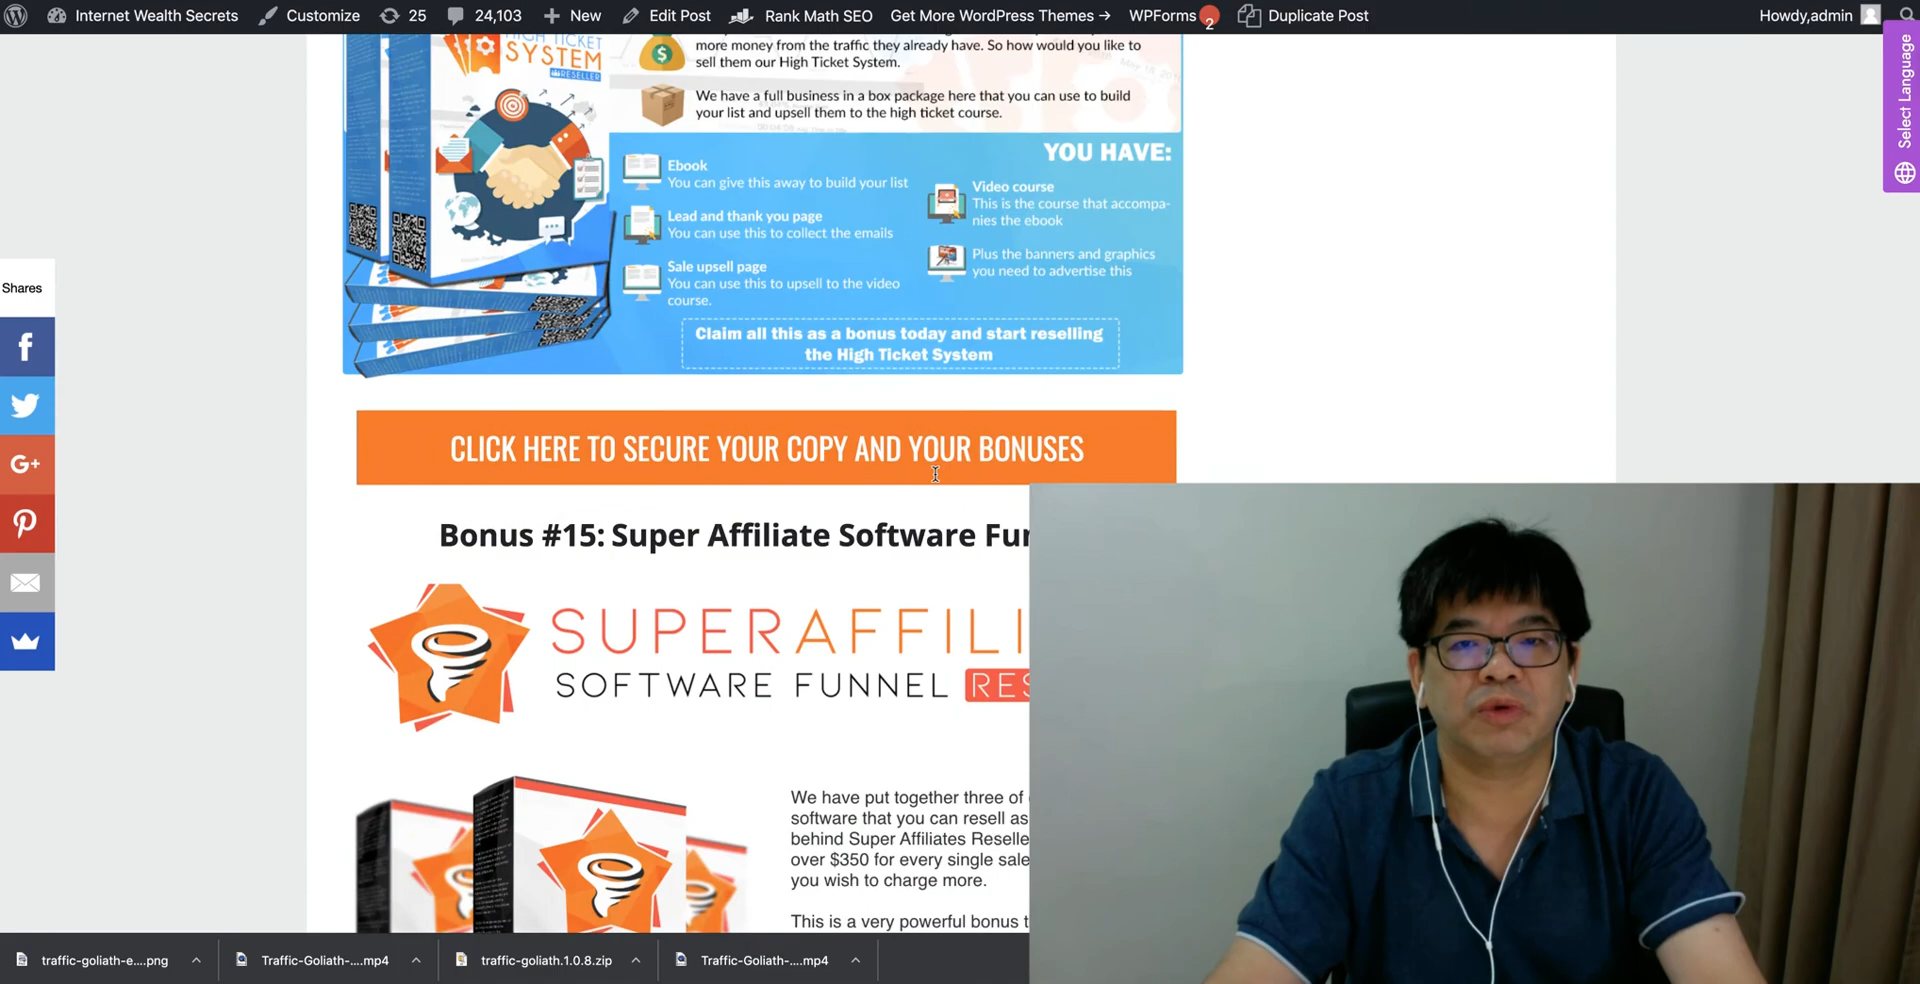 Internet Wealth Secrets
Customize
25
24,103
New
Edit Post
Rank Math SEO
Get More WordPress Themes →
WPForms 2
Duplicate Post
Howdy,admin
Select Language
HIGH TICKET
SYSTEM
RESELLER
more money from the traffic they already have. So how would you like to
sell them our High Ticket System.
We have a full business in a box package here that you can use to build
your list and upsell them to the high ticket course.
YOU HAVE:
Ebook
You can give this away to build your list
Lead and thank you page
You can use this to collect the emails
Sale upsell page
You can use this to upsell to the video
course.
Video course
This is the course that accompa-
nies the ebook
Plus the banners and graphics
you need to advertise this
Claim all this as a bonus today and start reselling
the High Ticket System
Shares
f
G+
CLICK HERE TO SECURE YOUR COPY AND YOUR BONUSES
Bonus #15: Super Affiliate Software Fun
SUPERAFFILI
SOFTWARE FUNNEL RES
We have put together three of
software that you can resell as
behind Super Affiliates Reselle
over $350 for every single sale
you wish to charge more.
This is a very powerful bonus t
traffic-goliath-e....png
Traffic-Goliath-....mp4
traffic-goliath.1.0.8.zip
Traffic-Goliath-....mp4